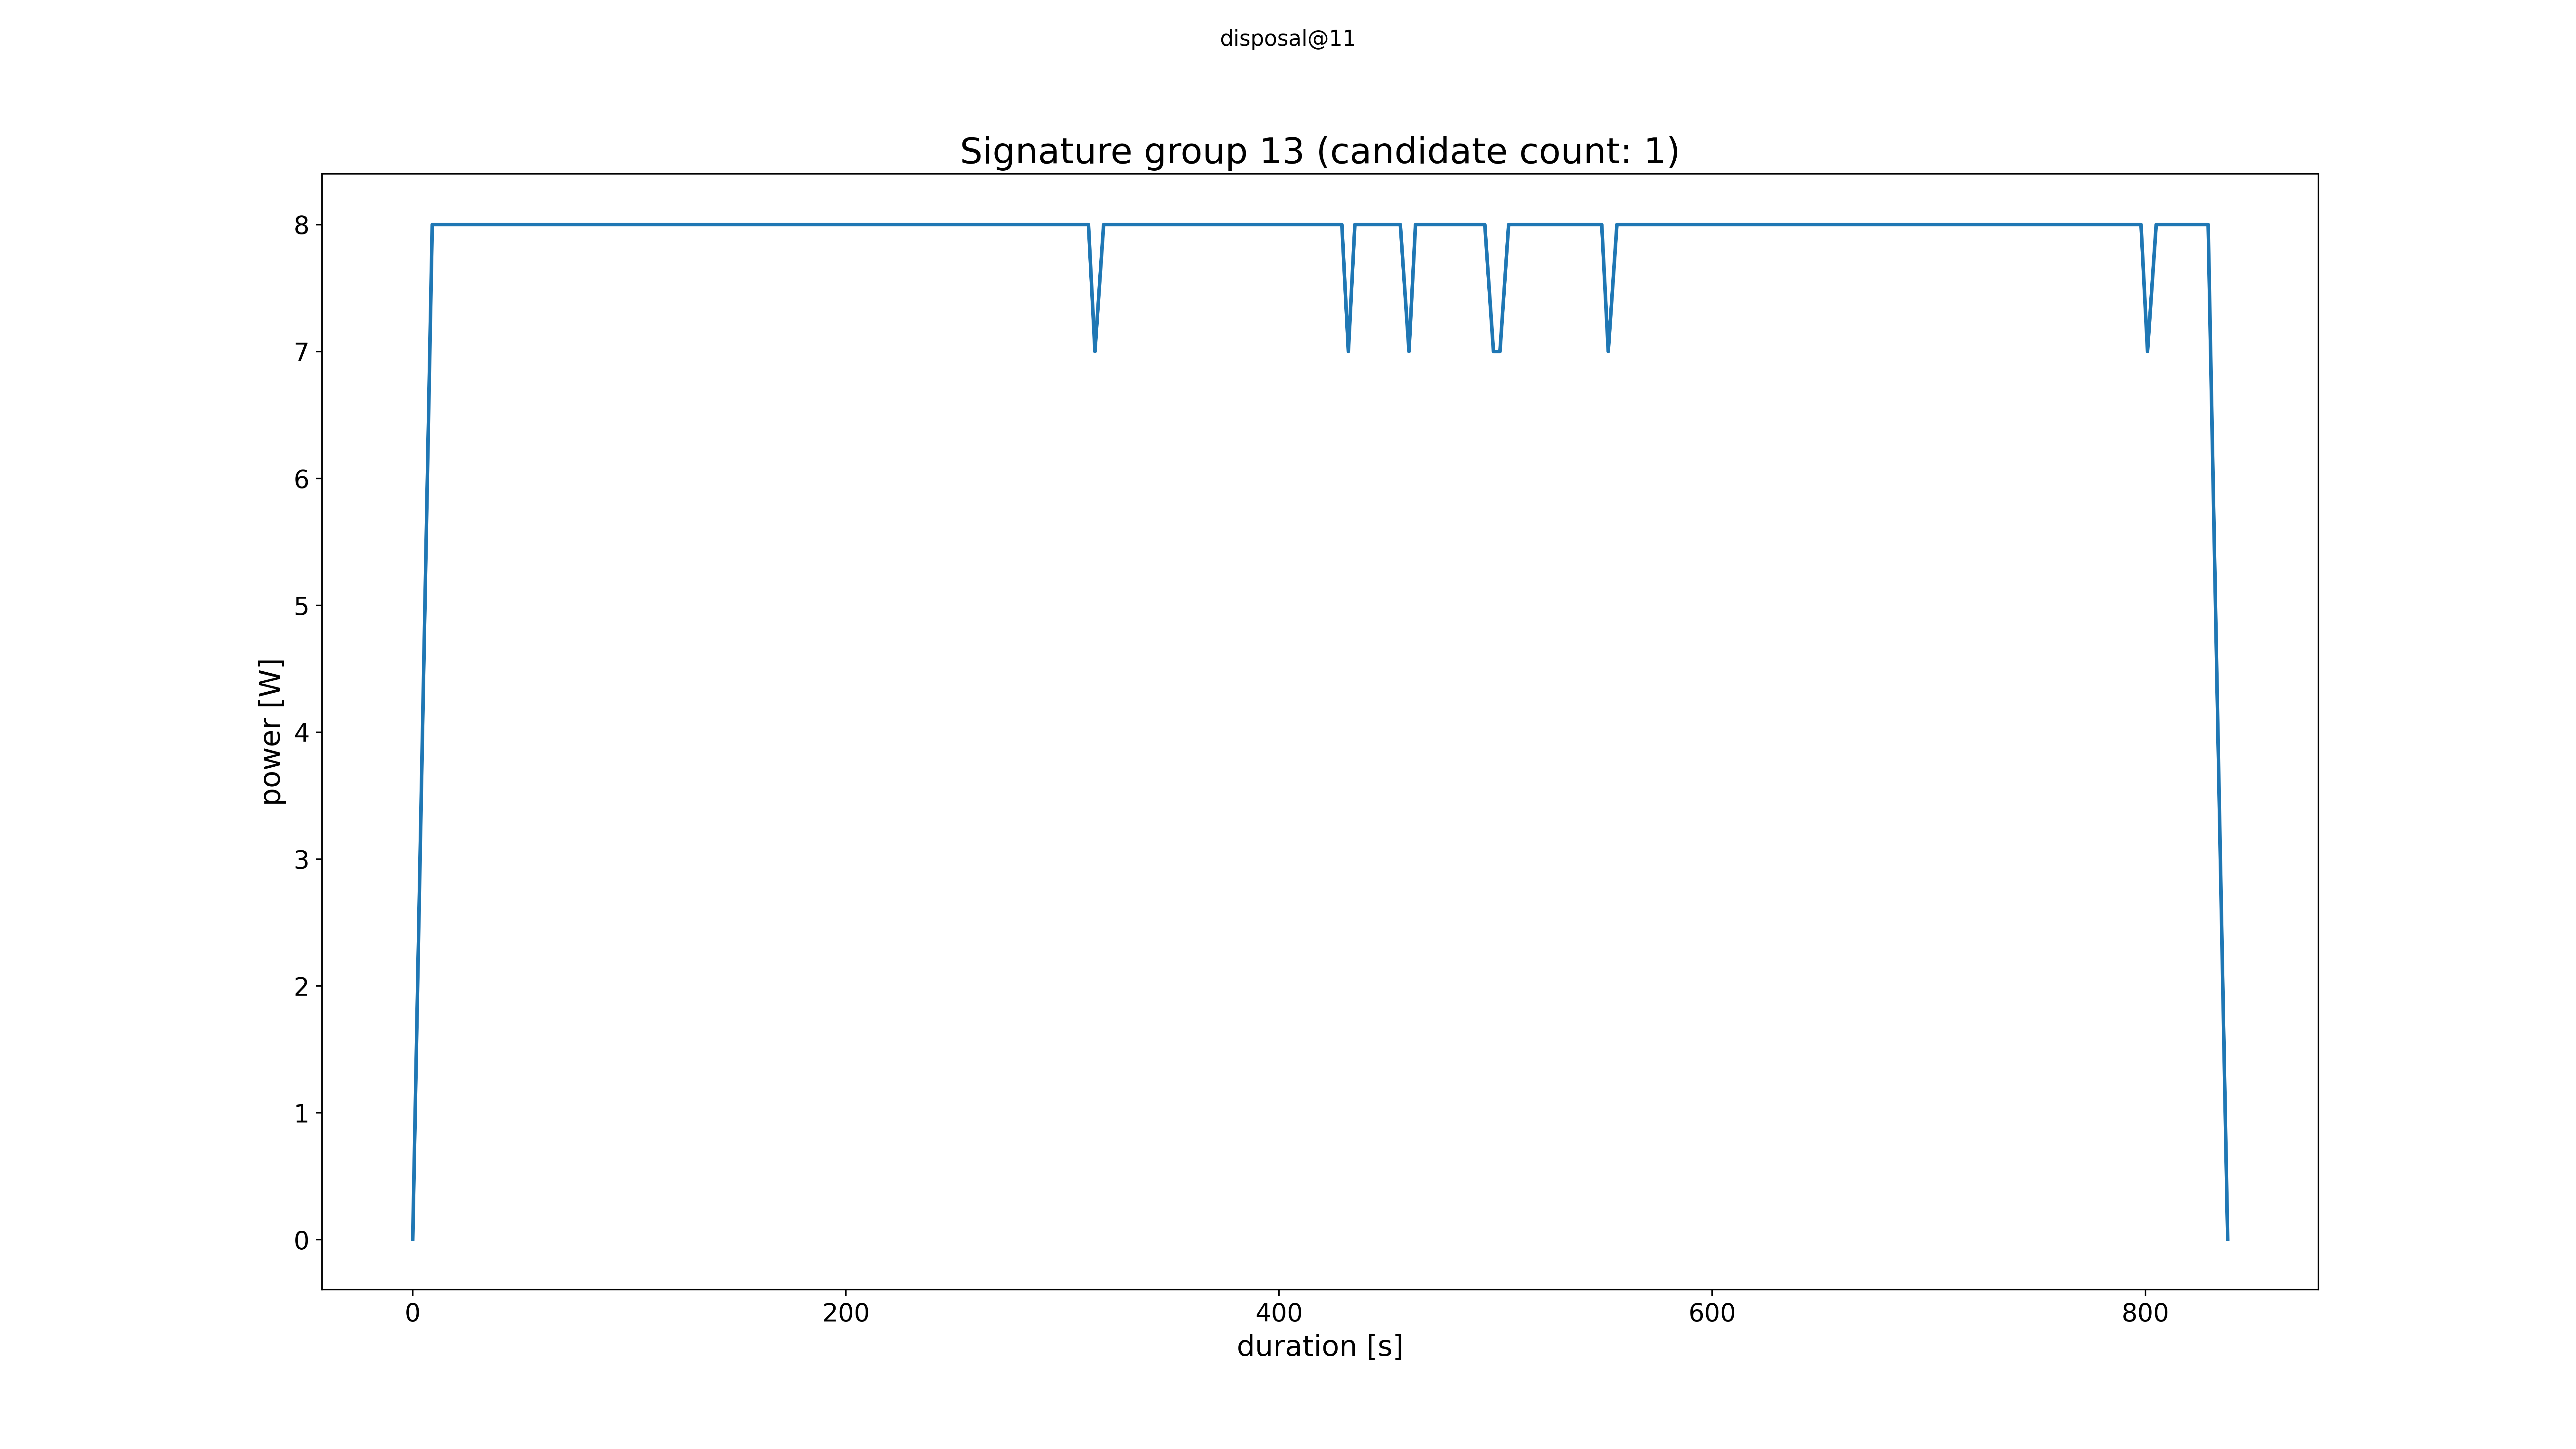 disposal@11
Signature group 13 (candidate count: 1)
8
7
6
5
4
3
2
1
0
power [W]
0 200 400 600 800
duration [s]